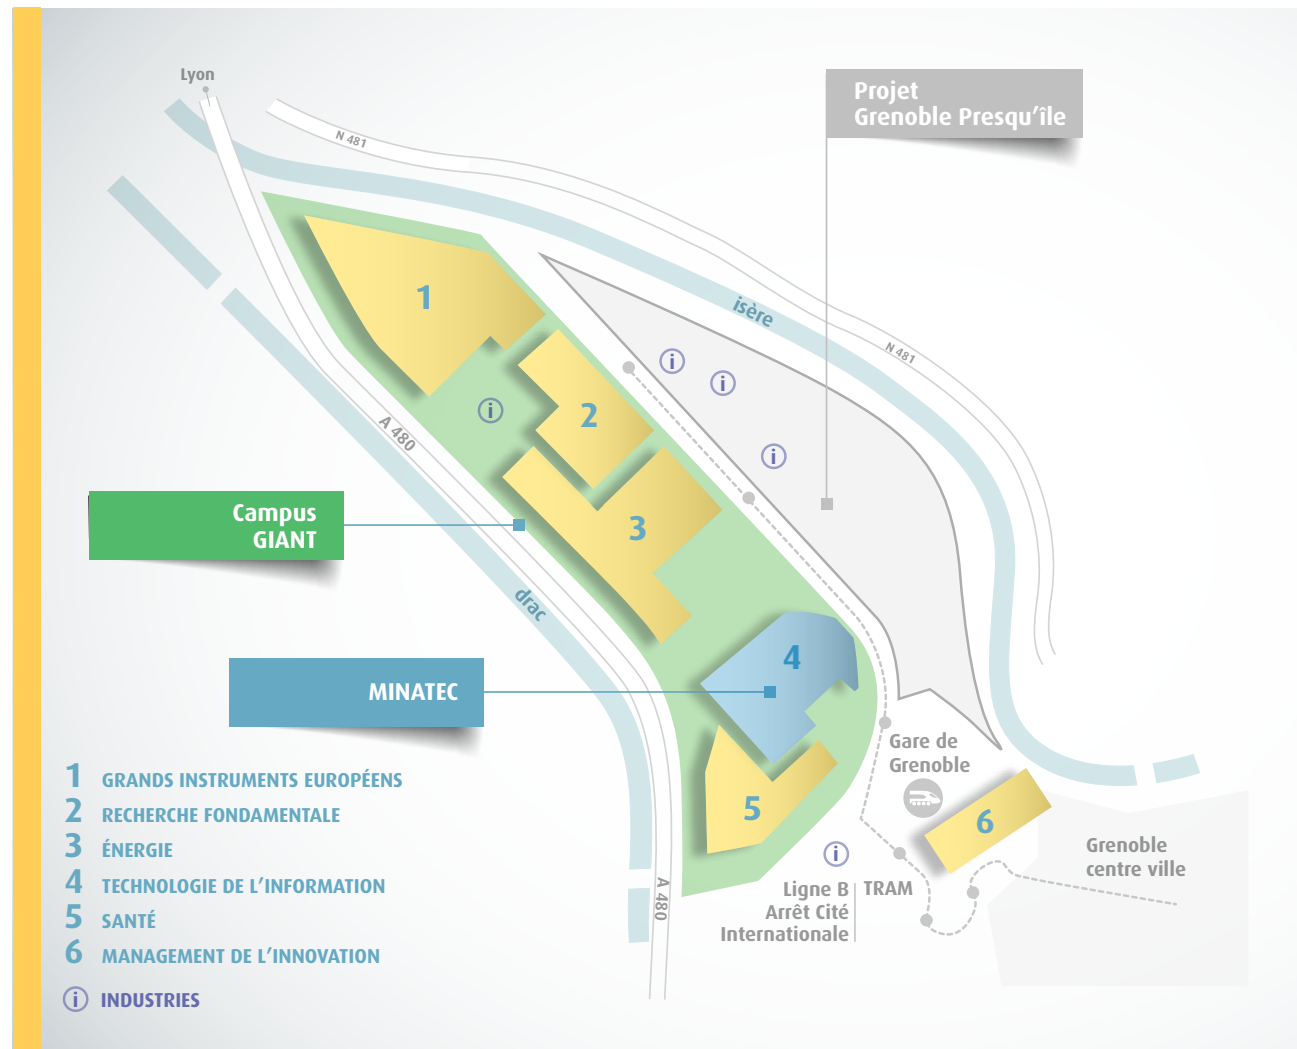 Lyon
N 481
Projet
Grenoble Presqu’île
isère
N 481
1
i
i
i
2
i
A 480
3
Campus
GIANT
drac
4
MINATEC
5
Gare de
Grenoble
6
Grenoble
centre ville
i
Ligne B
Arrêt Cité
Internationale
TRAM
A 480
1 GRANDS INSTRUMENTS EUROPÉENS
2 RECHERCHE FONDAMENTALE
3 ÉNERGIE
4 TECHNOLOGIE DE L’INFORMATION
5 SANTÉ
6 MANAGEMENT DE L’INNOVATION
i INDUSTRIES